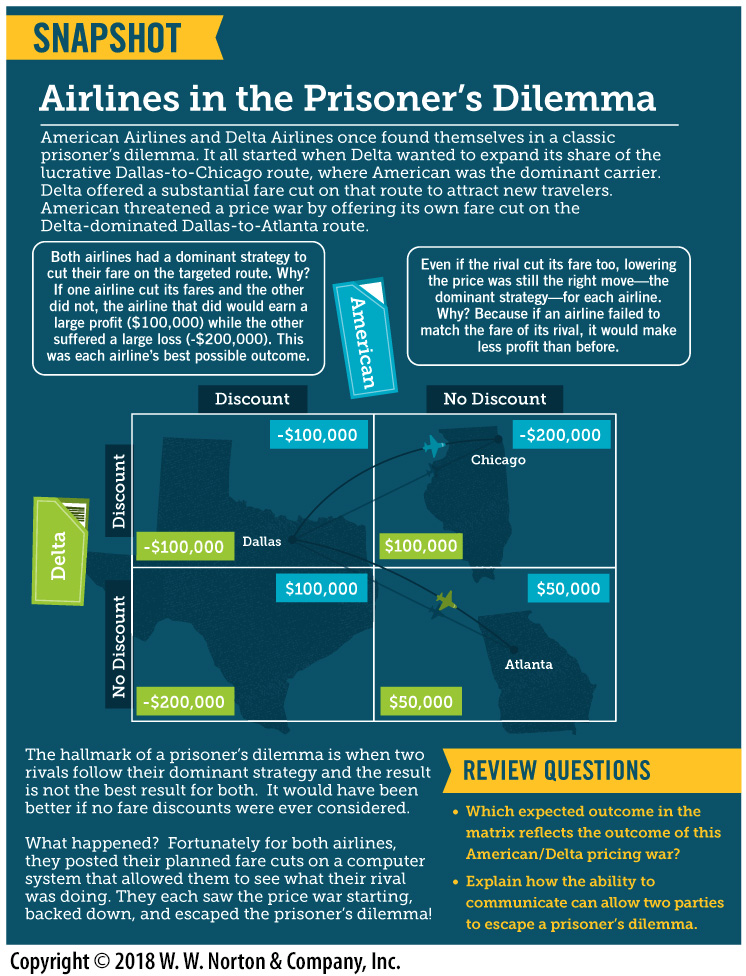 SNAPSHOT
Airlines in the Prisoner’s Dilemma
American Airlines and Delta Airlines once found themselves in a classic
prisoner’s dilemma. It all started when Delta wanted to expand its share of the
lucrative Dallas-to-Chicago route, where American was the dominant carrier.
Delta offered a substantial fare cut on that route to attract new travelers.
American threatened a price war by offering its own fare cut on the
Delta-dominated Dallas-to-Atlanta route.
Both airlines had a dominant strategy to
cut their fare on the targeted route. Why?
If one airline cut its fares and the other
did not, the airline that did would earn a
large profit ($100,000) while the other
suffered a large loss (-$200,000). This
was each airline’s best possible outcome.
American
Even if the rival cut its fare too, lowering
the price was still the right move—the
dominant strategy—for each airline.
Why? Because if an airline failed to
match the fare of its rival, it would make
less profit than before.
Discount
No Discount
Delta
Discount
-$100,000
-$100,000
Dallas
-$200,000
Chicago
$100,000
No Discount
$100,000
-$200,000
$50,000
Atlanta
$50,000
The hallmark of a prisoner’s dilemma is when two
rivals follow their dominant strategy and the result
is not the best result for both. It would have been
better if no fare discounts were ever considered.
What happened? Fortunately for both airlines,
they posted their planned fare cuts on a computer
system that allowed them to see what their rival
was doing. They each saw the price war starting,
backed down, and escaped the prisoner’s dilemma!
REVIEW QUESTIONS
• Which expected outcome in the
matrix reflects the outcome of this
American/Delta pricing war?
• Explain how the ability to
communicate can allow two parties
to escape a prisoner’s dilemma.
Copyright © 2018 W. W. Norton & Company, Inc.